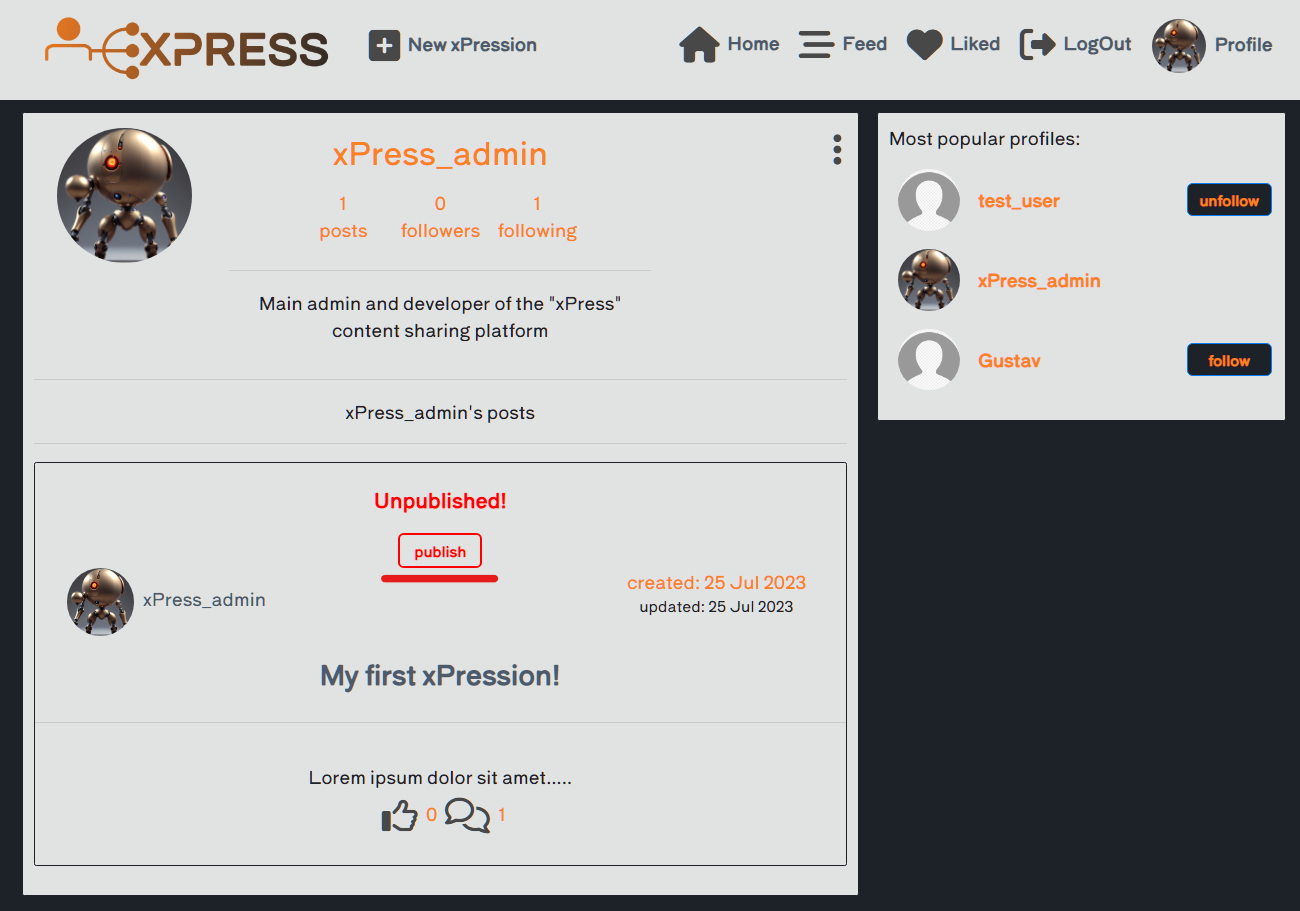 XPRESS
New xPression
Home
Feed
Liked
LogOut
Profile
xPress_admin
1 0 1
posts followers following
Main admin and developer of the "xPress"
content sharing platform
xPress_admin's posts
Unpublished!
publish
xPress_admin
created: 25 Jul 2023
updated: 25 Jul 2023
My first xPression!
Lorem ipsum dolor sit amet.....
0 1
Most popular profiles:
test_user unfollow
xPress_admin
Gustav follow